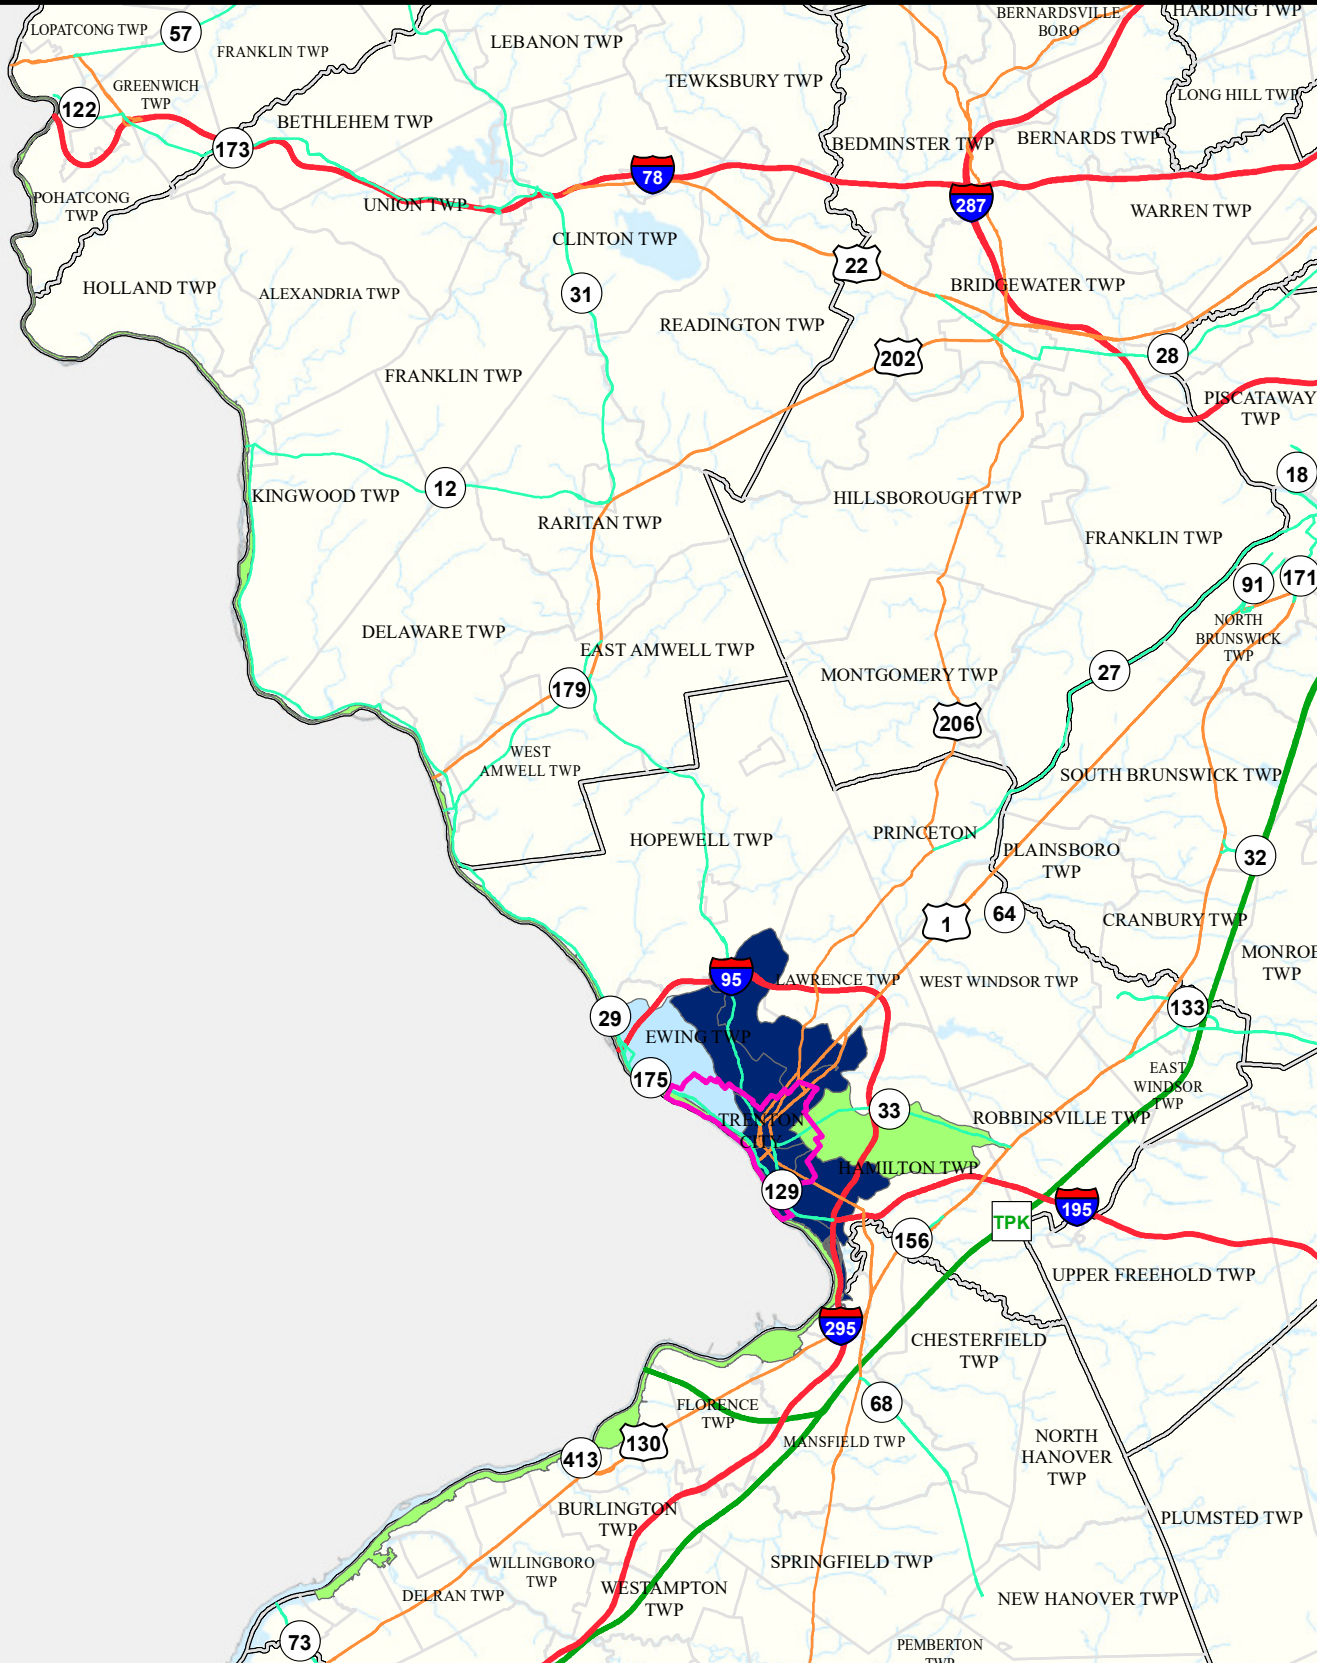 BERNARDSVILLE
BORO
HARDING TWP
LOPATCONG TWP
57
FRANKLIN TWP
LEBANON TWP
TEWKSBURY TWP
GREENWICH
TWP
122
LONG HILL TWP
BETHLEHEM TWP
173
BEDMINSTER TWP
BERNARDS TWP
78
POHATCONG
TWP
UNION TWP
287
WARREN TWP
CLINTON TWP
22
HOLLAND TWP
ALEXANDRIA TWP
31
BRIDGEWATER TWP
READINGTON TWP
202
28
FRANKLIN TWP
PISCATAWAY
TWP
18
KINGWOOD TWP
12
HILLSBOROUGH TWP
RARITAN TWP
FRANKLIN TWP
91
171
NORTH
BRUNSWICK
TWP
DELAWARE TWP
EAST AMWELL TWP
27
MONTGOMERY TWP
179
206
WEST
AMWELL TWP
SOUTH BRUNSWICK TWP
HOPEWELL TWP
PRINCETON
PLAINSBORO
TWP
32
1
64
CRANBURY TWP
MONROE
TWP
95
LAWRENCE TWP
WEST WINDSOR TWP
133
29
EWING TWP
175
EAST
WINDSOR
TWP
33
TRENTON
CITY
ROBBINSVILLE TWP
HAMILTON TWP
129
195
TPK
156
UPPER FREEHOLD TWP
295
CHESTERFIELD
TWP
FLORENCE
TWP
68
130
MANSFIELD TWP
NORTH
HANOVER
TWP
413
BURLINGTON
TWP
PLUMSTED TWP
WILLINGBORO
TWP
SPRINGFIELD TWP
DELRAN TWP
WESTAMPTON
TWP
NEW HANOVER TWP
73
PEMBERTON
TWP